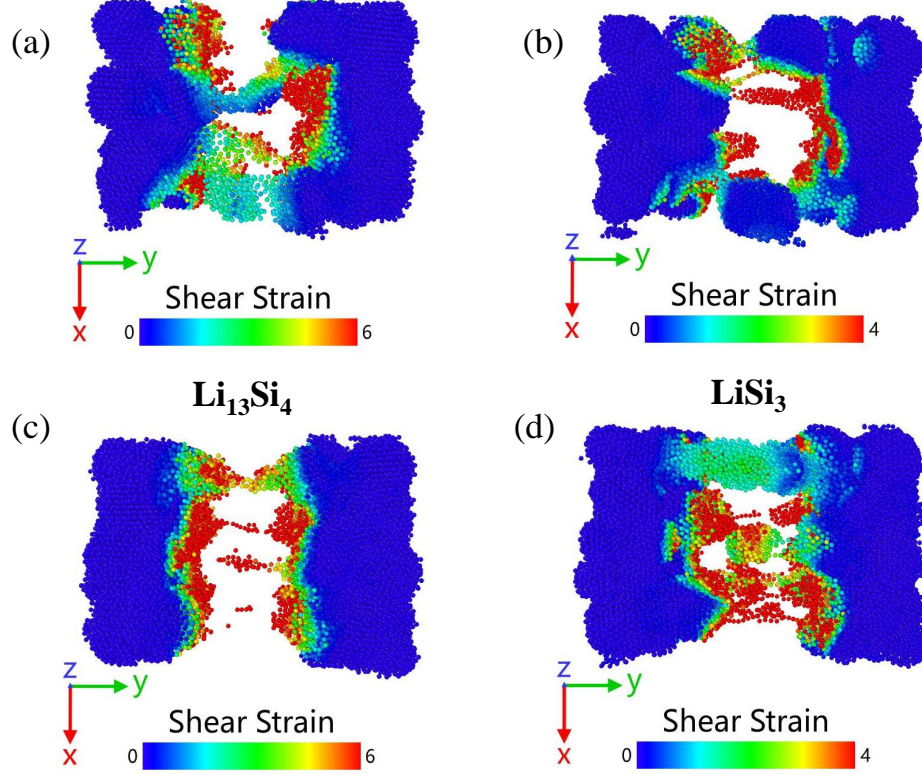 (a)
(b)
z
y
x
Shear Strain
0
6
z
y
x
Shear Strain
0
4
Li₁₃Si₄
LiSi₃
(c)
(d)
z
y
x
Shear Strain
0
6
z
y
x
Shear Strain
0
4